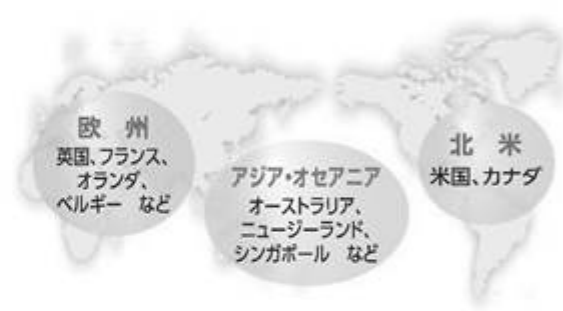 欧 州
英国、フランス、
オランダ、
ベルギー など
アジア・オセアニア
オーストラリア、
ニュージーランド、
シンガポール など
北 米
米国、カナダ